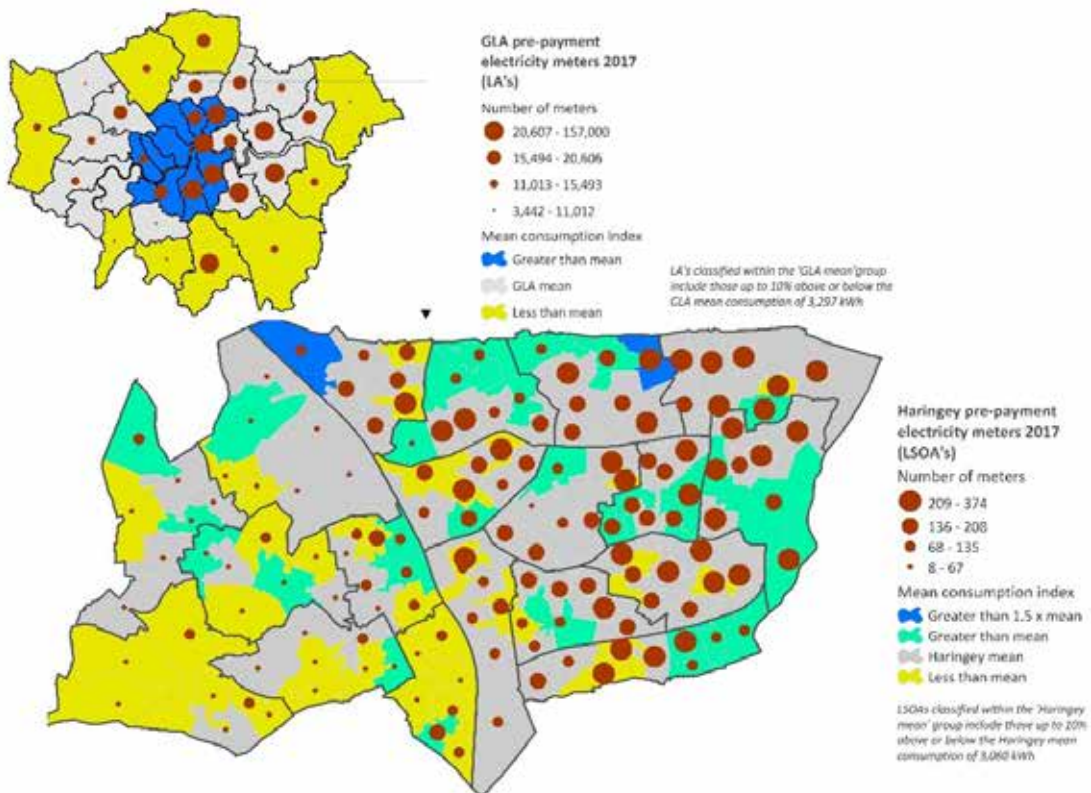 GLA pre-payment
electricity meters 2017
(LA's)
Number of meters
20,607 - 157,000
15,494 - 20,606
11,013 - 15,493
3,442 - 11,012
Mean consumption index
Greater than mean
GLA mean
Less than mean
LA's classified within the 'GLA mean' group
include those up to 10% above or below the
GLA mean consumption of 3,297 kWh
Haringey pre-payment
electricity meters 2017
(LSOA's)
Number of meters
209 - 374
136 - 208
68 - 135
8 - 67
Mean consumption index
Greater than 1.5 x mean
Greater than mean
Haringey mean
Less than mean
LSOAs classified within the 'Haringey
mean' group include those up to 10%
above or below the Haringey mean
consumption of 3,060 kWh